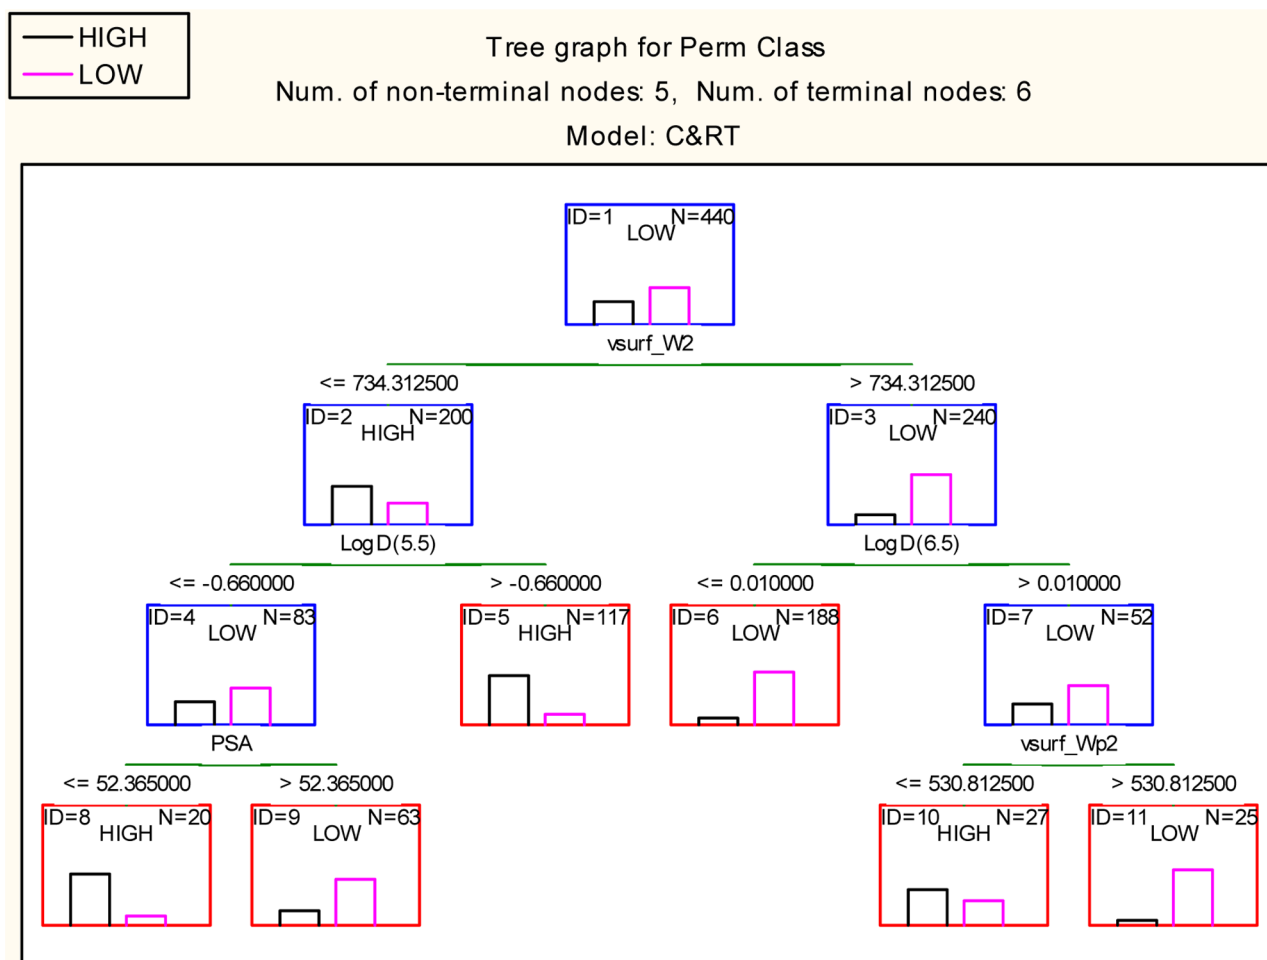 HIGH
LOW
Tree graph for Perm Class
Num. of non-terminal nodes: 5,  Num. of terminal nodes: 6
Model: C&RT
ID=1 N=440
LOW
vsurf_W2
<= 734.312500 > 734.312500
ID=2 N=200 ID=3 N=240
HIGH LOW
LogD(5.5) LogD(6.5)
<= -0.660000 > -0.660000 <= 0.010000 > 0.010000
ID=4 N=83 ID=5 N=117 ID=6 N=188 ID=7 N=52
LOW HIGH LOW LOW
PSA vsurf_Wp2
<= 52.365000 > 52.365000 <= 530.812500 > 530.812500
ID=8 N=20 ID=9 N=63 ID=10 N=27 ID=11 N=25
HIGH LOW HIGH LOW